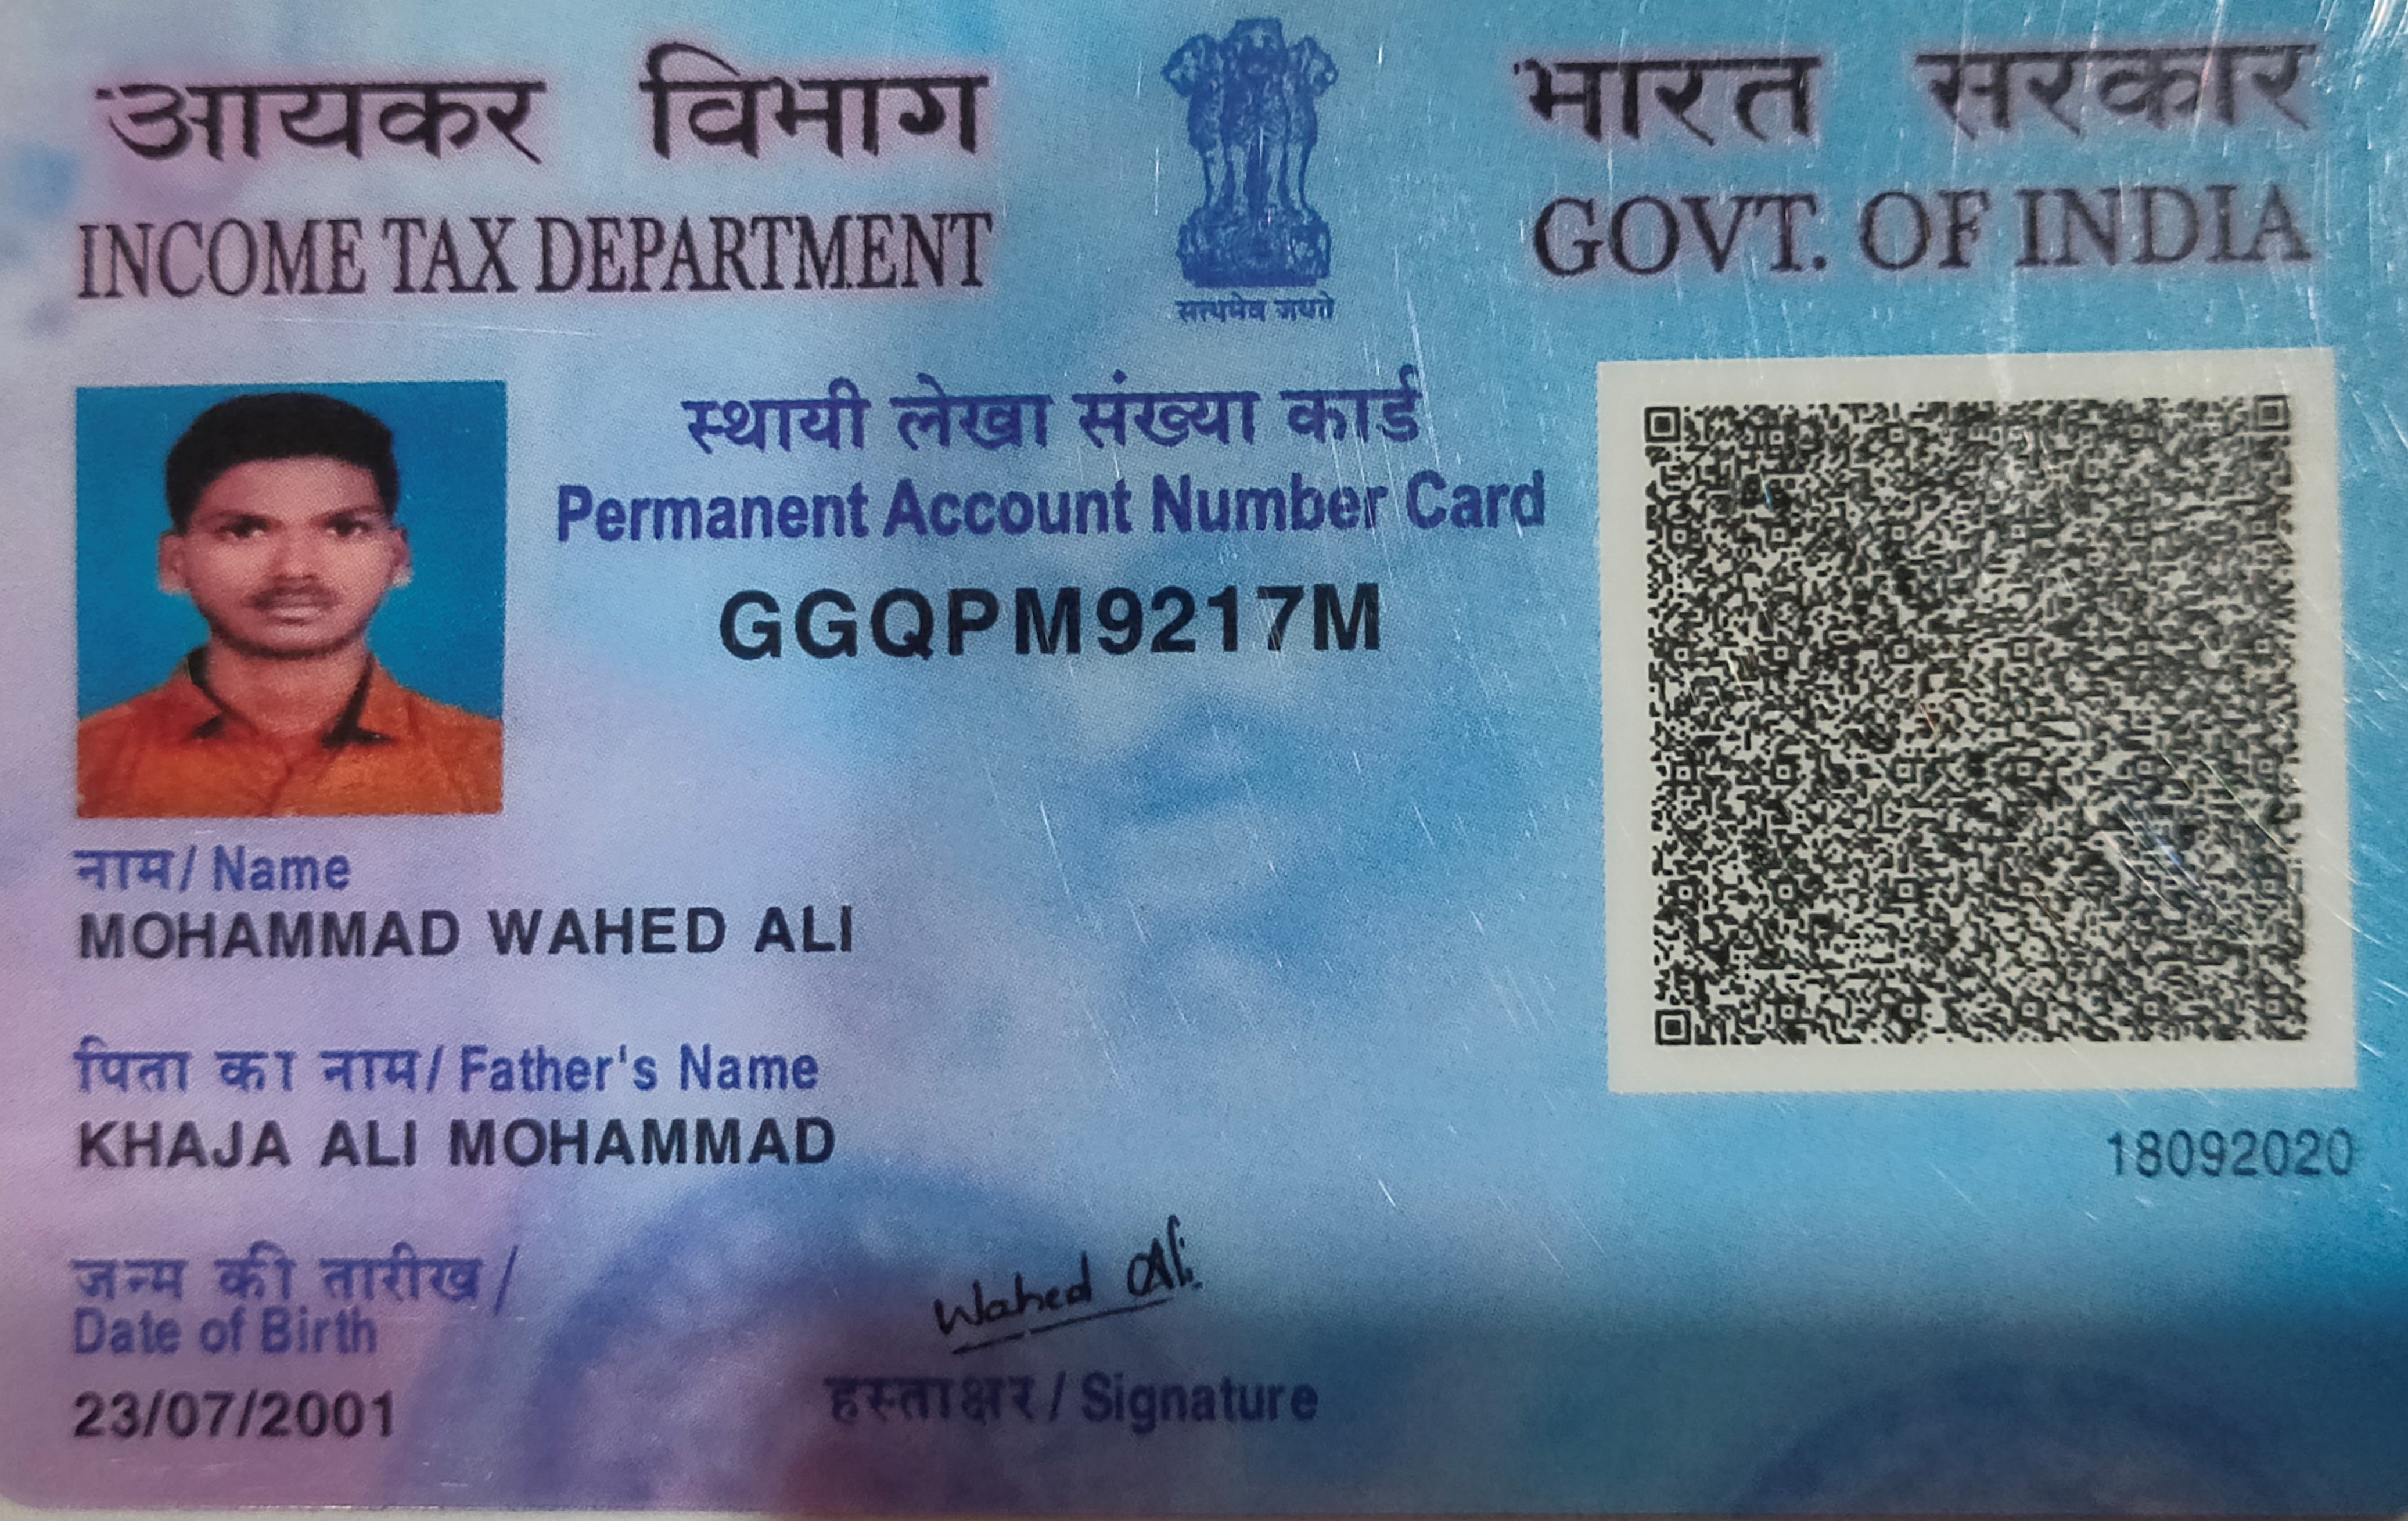 आयकर विभाग
INCOME TAX DEPARTMENT
सत्यमेव जयते
भारत सरकार
GOVT. OF INDIA
स्थायी लेखा संख्या कार्ड
Permanent Account Number Card
GGQPM9217M
नाम/ Name
MOHAMMAD WAHED ALI
पिता का नाम/ Father's Name
KHAJA ALI MOHAMMAD
18092020
जन्म की तारीख/
Date of Birth
23/07/2001
Wahed Ali
हस्ताक्षर/ Signature